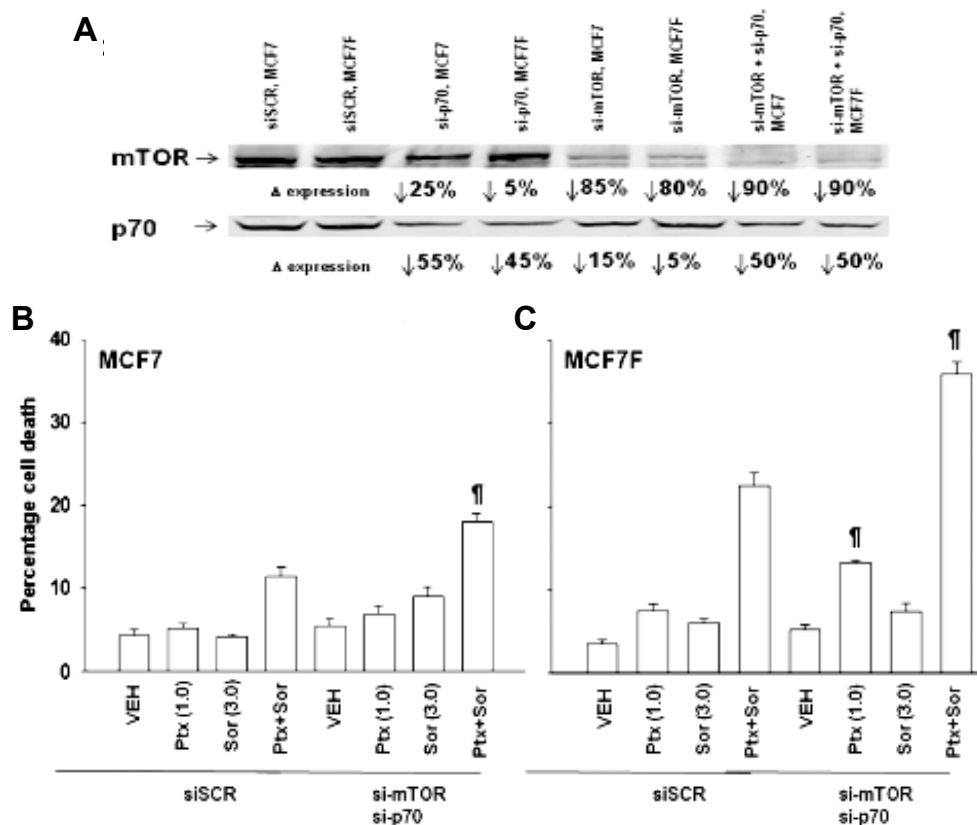 A
siSCR, MCF7
siSCR, MCF7F
si-p70, MCF7
si-p70, MCF7F
si-mTOR, MCF7
si-mTOR, MCF7F
si-mTOR + si-p70,
MCF7
si-mTOR + si-p70,
MCF7F
mTOR →
Δ expression ↓25% ↓5% ↓85% ↓80% ↓90% ↓90%
p70 →
Δ expression ↓55% ↓45% ↓15% ↓5% ↓50% ↓50%
B
MCF7
Percentage cell death
40
30
20
10
0
¶
VEH
Ptx (1.0)
Sor (3.0)
Ptx+Sor
VEH
Ptx (1.0)
Sor (3.0)
Ptx+Sor
siSCR
si-mTOR
si-p70
C
MCF7F
¶
¶
VEH
Ptx (1.0)
Sor (3.0)
Ptx+Sor
VEH
Ptx (1.0)
Sor (3.0)
Ptx+Sor
siSCR
si-mTOR
si-p70